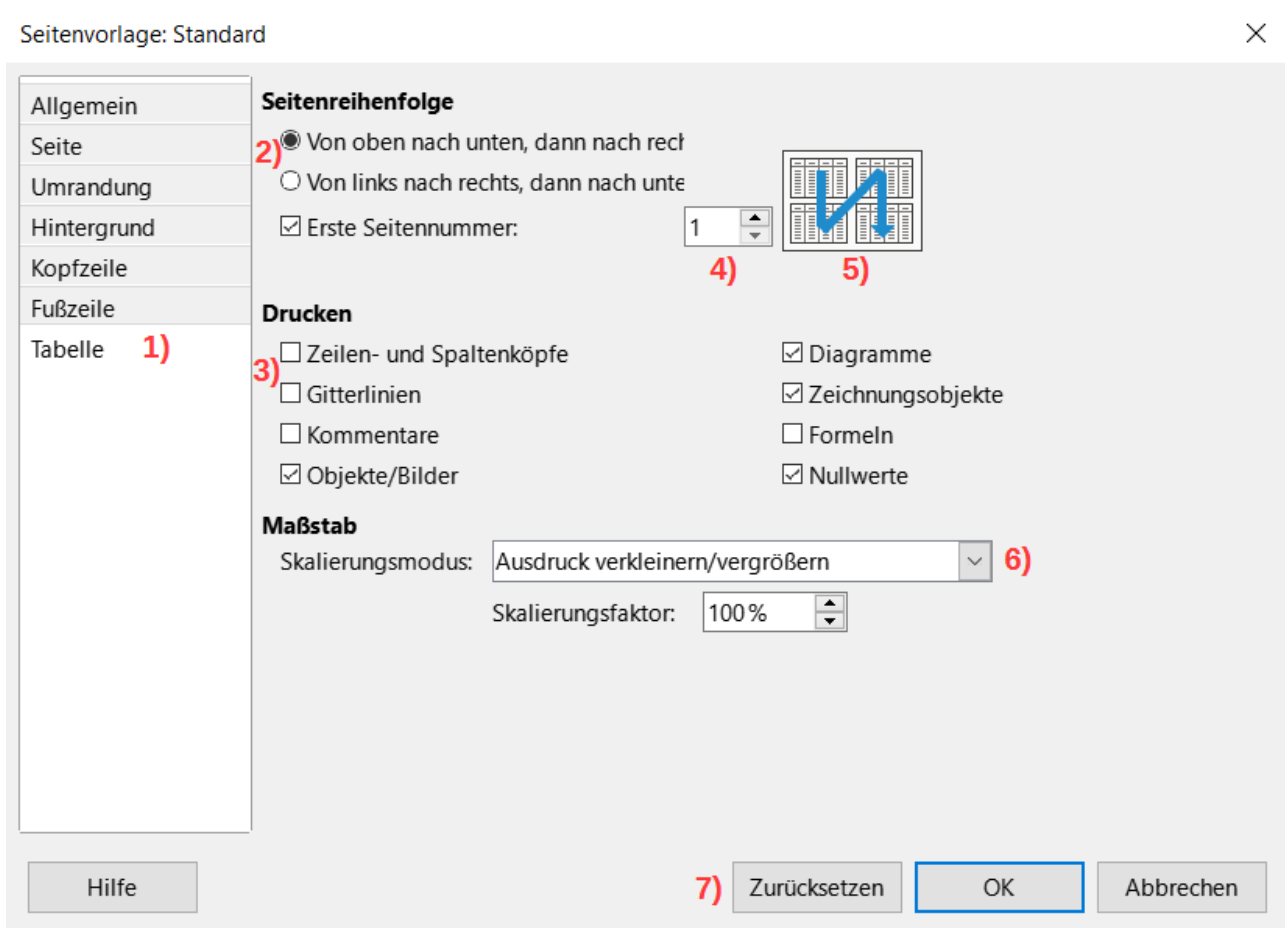 Seitenvorlage: Standard
Allgemein
Seite
Umrandung
Hintergrund
Kopfzeile
Fußzeile
Tabelle 1)
Seitenreihenfolge
2) Von oben nach unten, dann nach rech
Von links nach rechts, dann nach unte
Erste Seitennummer: 1
4) 5)
Drucken
3) Zeilen- und Spaltenköpfe Diagramme
Gitterlinien Zeichnungsobjekte
Kommentare Formeln
Objekte/Bilder Nullwerte
Maßstab
Skalierungsmodus: Ausdruck verkleinern/vergrößern 6)
Skalierungsfaktor: 100 %
Hilfe 7) Zurücksetzen OK Abbrechen